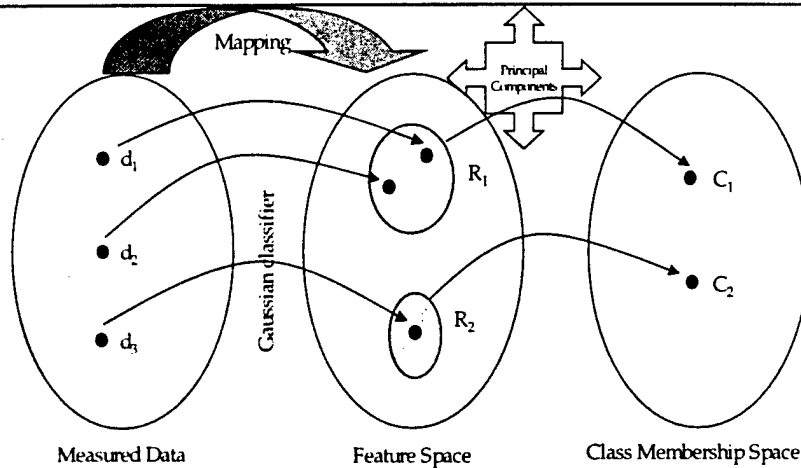 Mapping
Principal
Components
d₁
R₁
C₁
d₂
Gaussian classifier
C₂
d₃
R₂
Measured Data
Feature Space
Class Membership Space